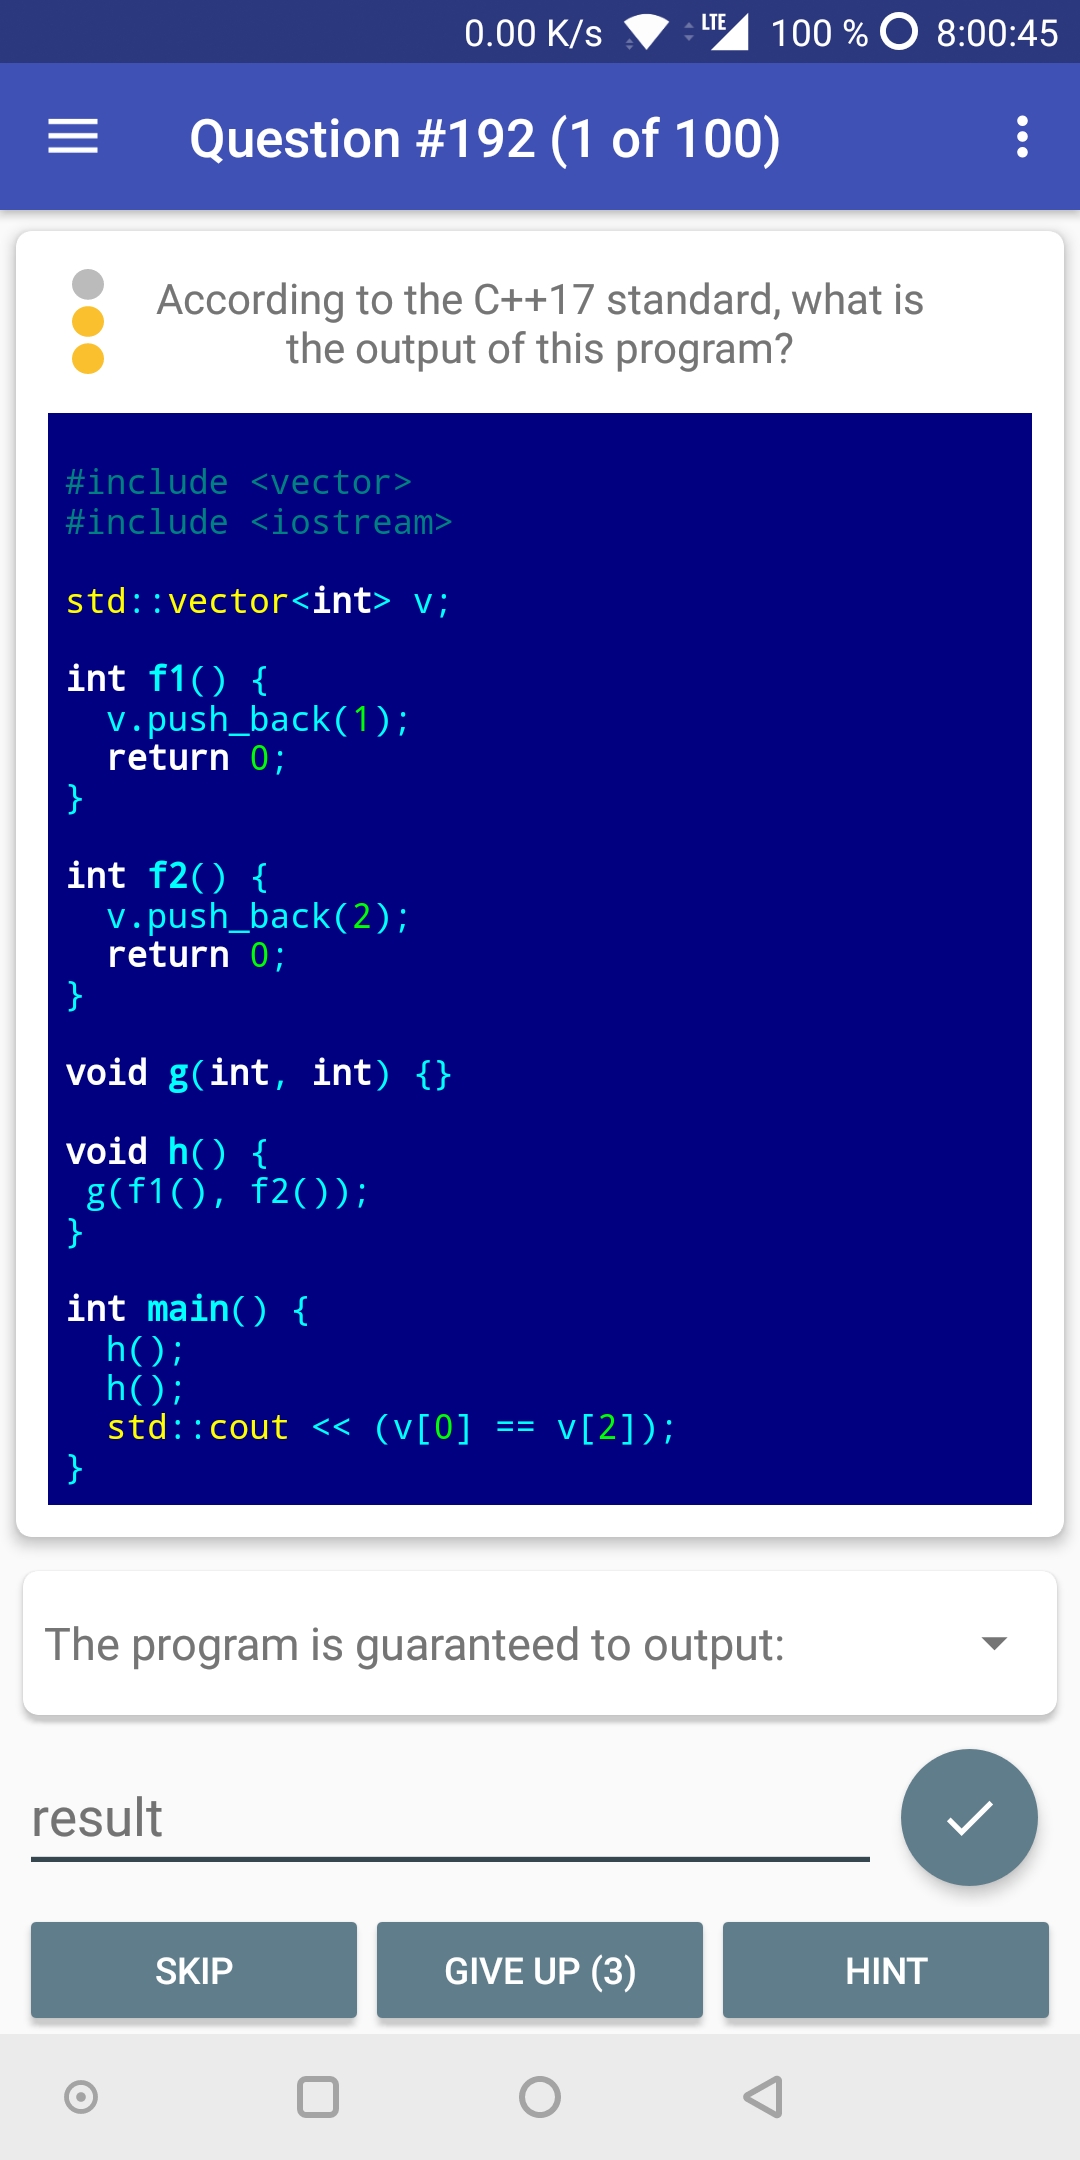 0.00 K/s LTE 100 % 8:00:45
Question #192 (1 of 100)
According to the C++17 standard, what is
the output of this program?
#include <vector>
#include <iostream>
std::vector<int> v;
int f1() {
  v.push_back(1);
  return 0;
}
int f2() {
  v.push_back(2);
  return 0;
}
void g(int, int) {}
void h() {
 g(f1(), f2());
}
int main() {
  h();
  h();
  std::cout << (v[0] == v[2]);
}
The program is guaranteed to output:
result
SKIP
GIVE UP (3)
HINT